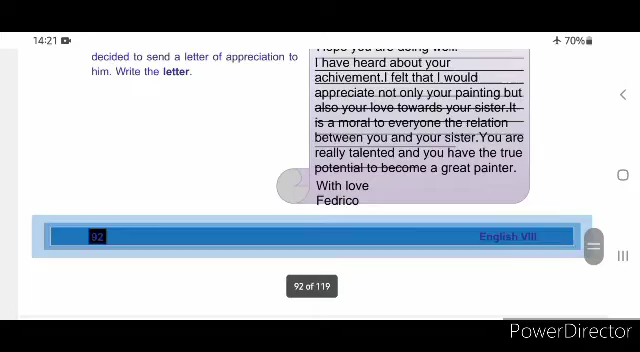 14:21
70%
decided to send a letter of appreciation to
him. Write the letter.
Hope you are doing well.
I have heard about your
achivement.I felt that I would
appreciate not only your painting but
also your love towards your sister.It
is a moral to everyone the relation
between you and your sister.You are
really talented and you have the true
potential to become a great painter.
With love
Fedrico
92
English VIII
92 of 119
PowerDirector